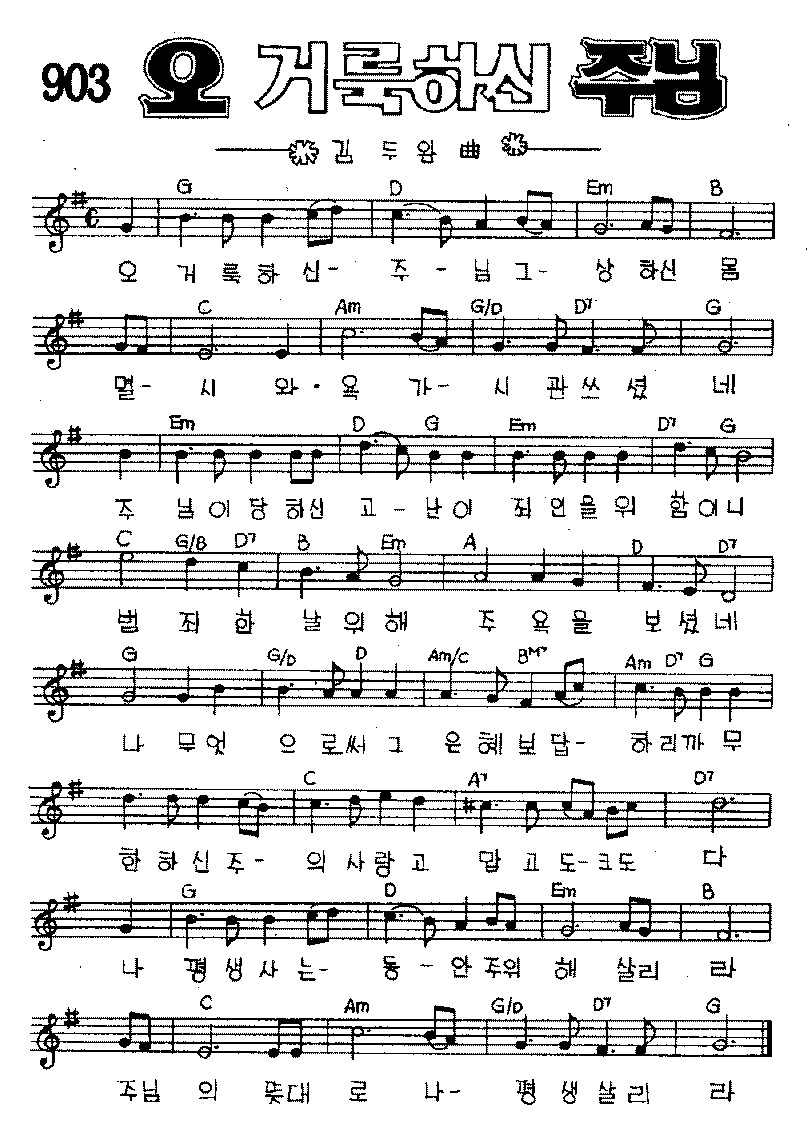 903 오 거룩하신 주님
김 두 완 曲
G D Em B
오 거 룩 하 신- 주 - 님 그- 상 하신 몸
C Am G/D D7 G
멀- 시 와 · 욕 가- 시 관 쓰 셨 네
Em D G Em D7 G
주 님 이 당 하신 고 - 난 이 죄 인 을 위 함 이 니
C G/B D7 B Em A D D7
범 죄 한 날 위 해 주 욕 을 보 셨 네
G G/D D Am/C BM7 Am D7 G
나 무 엇 으 로써 그 은 혜 보 답- 하 리 까 무
C A7 D7
한 하 신 주- 의 사 랑 고 맙 고 도-크도 다
G D Em B
나 평 생 사 는- 동 - 안 주위 해 살 리 라
C Am G/D D7 G
주님 의 뜻대 로 나- 평 생 살 리 라